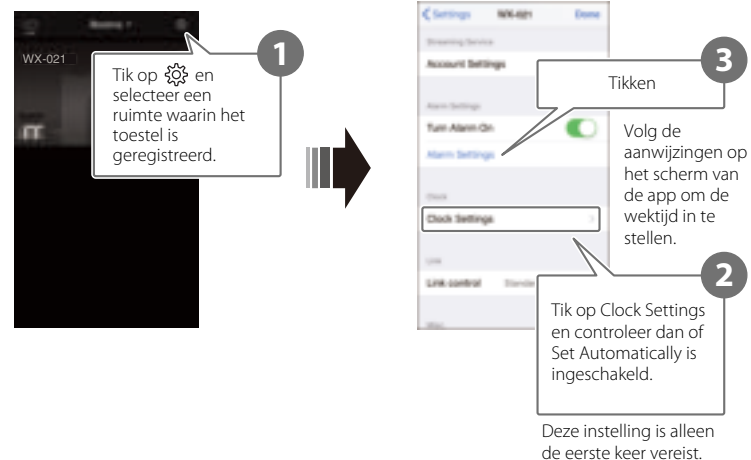 Rooms
WX-021
1
Tik op en
selecteer een
ruimte waarin het
toestel is
geregistreerd.
Settings WX-021 Done
Streaming Service
Account Settings
Alarm Settings
Turn Alarm On
Alarm Settings
Clock
Clock Settings
Link
Link control
Misc
3
Tikken
Volg de
aanwijzingen op
het scherm van
de app om de
wektijd in te
stellen.
2
Tik op Clock Settings
en controleer dan of
Set Automatically is
ingeschakeld.
Deze instelling is alleen
de eerste keer vereist.